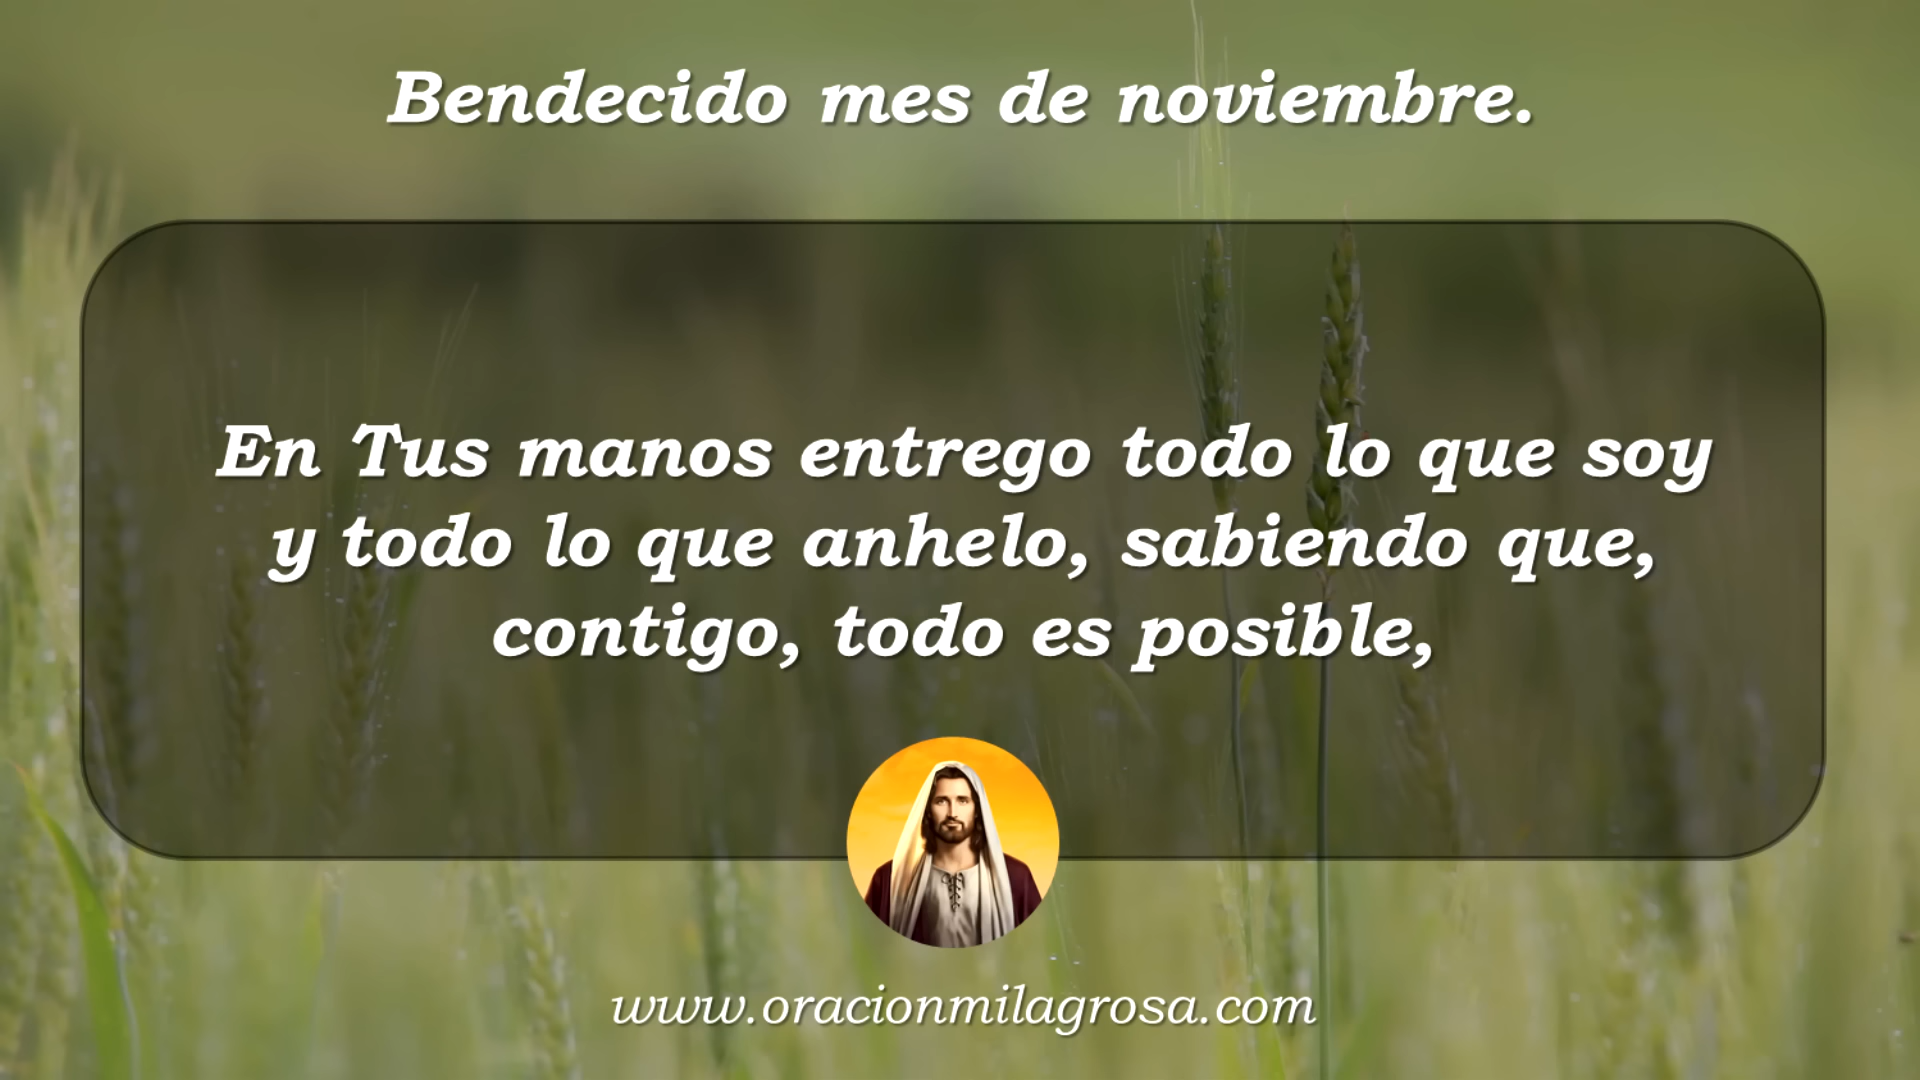 Bendecido mes de noviembre.
En Tus manos entrego todo lo que soy
y todo lo que anhelo, sabiendo que,
contigo, todo es posible,
www.oracionmilagrosa.com